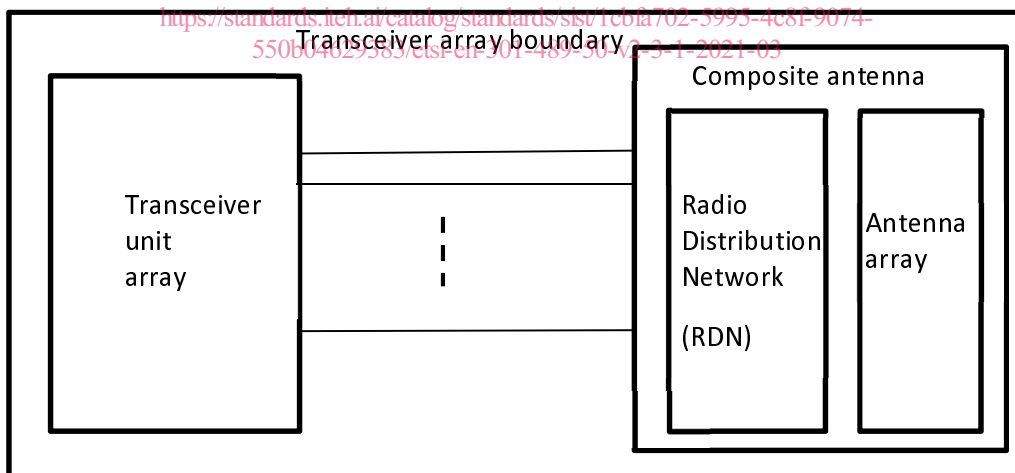 https://standards.iteh.ai/catalog/standards/sist/1cbfa702-5995-4c8f-9074-
Transceiver array boundary
550b04629383/etsi-en-301-489-50-v2-3-1-2021-03
Composite antenna
Transceiver
unit
array
Radio
Distribution
Network
(RDN)
Antenna
array